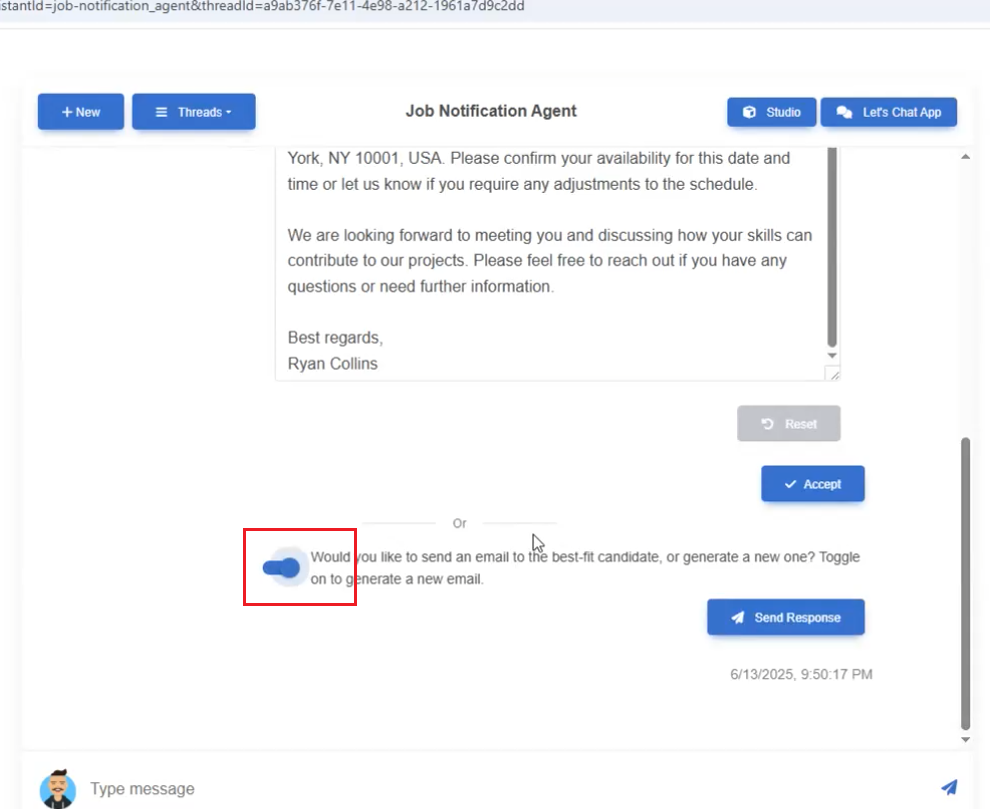 stantId=job-notification_agent&threadId=a9ab376f-7e11-4e98-a212-1961a7d9c2dd
+ New
Threads
Job Notification Agent
Studio
Let's Chat App
York, NY 10001, USA. Please confirm your availability for this date and
time or let us know if you require any adjustments to the schedule.
We are looking forward to meeting you and discussing how your skills can
contribute to our projects. Please feel free to reach out if you have any
questions or need further information.
Best regards,
Ryan Collins
Reset
Accept
Or
Would you like to send an email to the best-fit candidate, or generate a new one? Toggle
on to generate a new email.
Send Response
6/13/2025, 9:50:17 PM
Type message